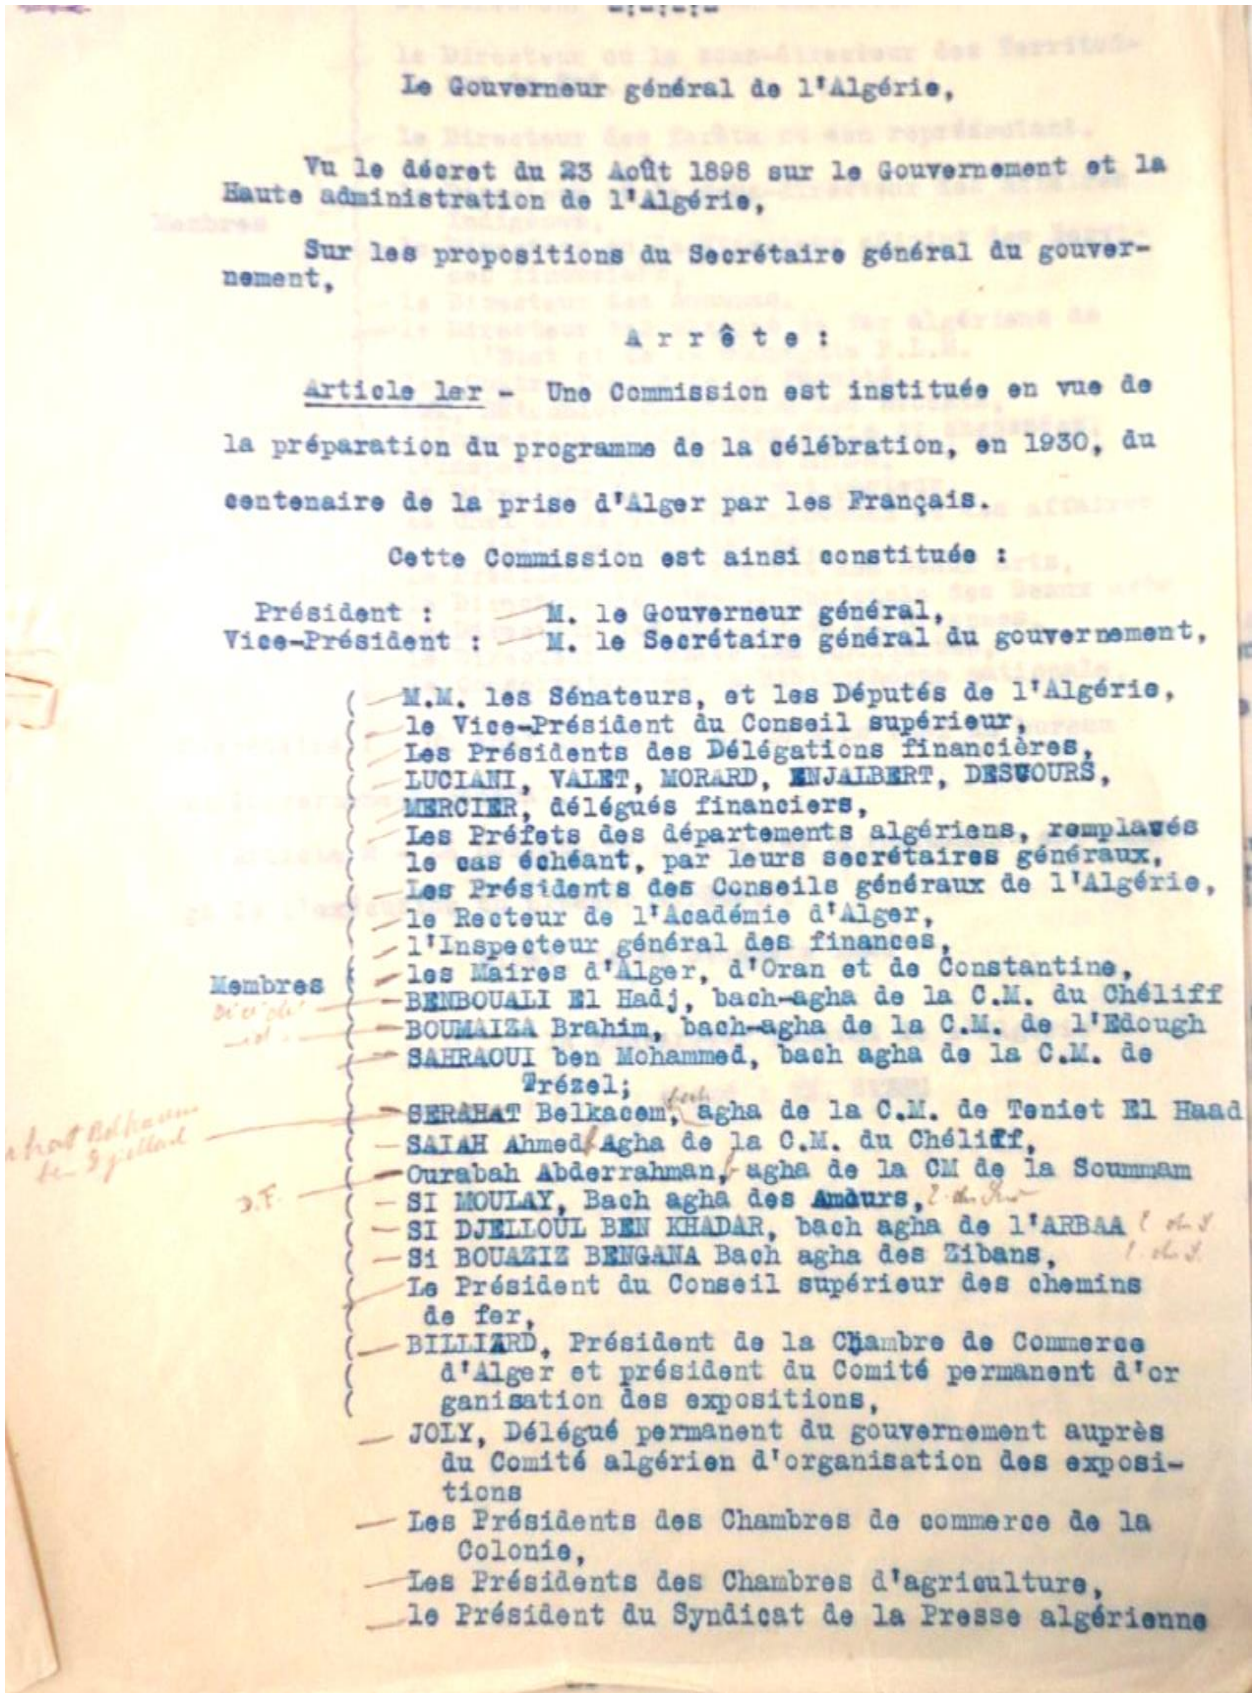 Le Gouverneur général de l'Algérie,
Vu le décret du 23 Août 1898 sur le Gouvernement et la
Haute administration de l'Algérie,
Sur les propositions du Secrétaire général du gouver-
nement,
A r r ê t e :
Article 1er - Une Commission est instituée en vue de
la préparation du programme de la célébration, en 1930, du
centenaire de la prise d'Alger par les Français.
Cette Commission est ainsi constituée :
Président : M. le Gouverneur général,
Vice-Président : M. le Secrétaire général du gouvernement,
M.M. les Sénateurs, et les Députés de l'Algérie,
le Vice-Président du Conseil supérieur,
Les Présidents des Délégations financières,
LUCIANI, VALET, MORARD, ENJALBERT, DESCOURS,
MERCIER, délégués financiers,
Les Préfets des départements algériens, remplacés
le cas échéant, par leurs secrétaires généraux,
Les Présidents des Conseils généraux de l'Algérie,
le Recteur de l'Académie d'Alger,
l'Inspecteur général des finances,
Membres les Maires d'Alger, d'Oran et de Constantine,
BENBOUALI El Hadj, bach-agha de la C.M. du Chéliff
BOUMAIZA Brahim, bach-agha de la C.M. de l'Edough
SAHRAOUI ben Mohammed, bach agha de la C.M. de
Trézel;
SERAHAT Belkacem, bach agha de la C.M. de Teniet El Haad
SAIAH Ahmed Agha de la C.M. du Chéliff,
Ourabah Abderrahman, agha de la CM de la Soummam
D.F.
SI MOULAY, Bach agha des Amours,
SI DJELLOUL BEN KHADAR, bach agha de l'ARBAA
Si BOUAZIZ BENGANA Bach agha des Zibans,
Le Président du Conseil supérieur des chemins
de fer,
BILLIARD, Président de la Chambre de Commerce
d'Alger et président du Comité permanent d'or
ganisation des expositions,
JOLY, Délégué permanent du gouvernement auprès
du Comité algérien d'organisation des exposi-
tions
Les Présidents des Chambres de commerce de la
Colonie,
Les Présidents des Chambres d'agriculture,
le Président du Syndicat de la Presse algérienne